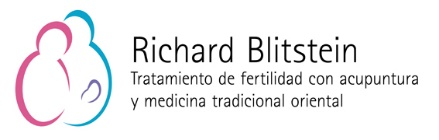 Richard Blitstein
Tratamiento de fertilidad con acupuntura
y medicina tradicional oriental